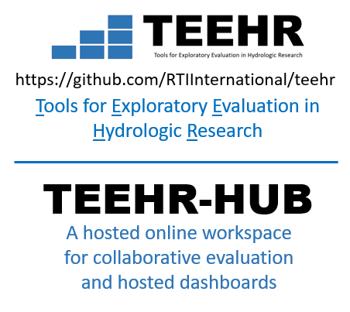 TEEHR
Tools for Exploratory Evaluation in Hydrologic Research
https://github.com/RTIInternational/teehr
Tools for Exploratory Evaluation in
Hydrologic Research
TEEHR-HUB
A hosted online workspace
for collaborative evaluation
and hosted dashboards